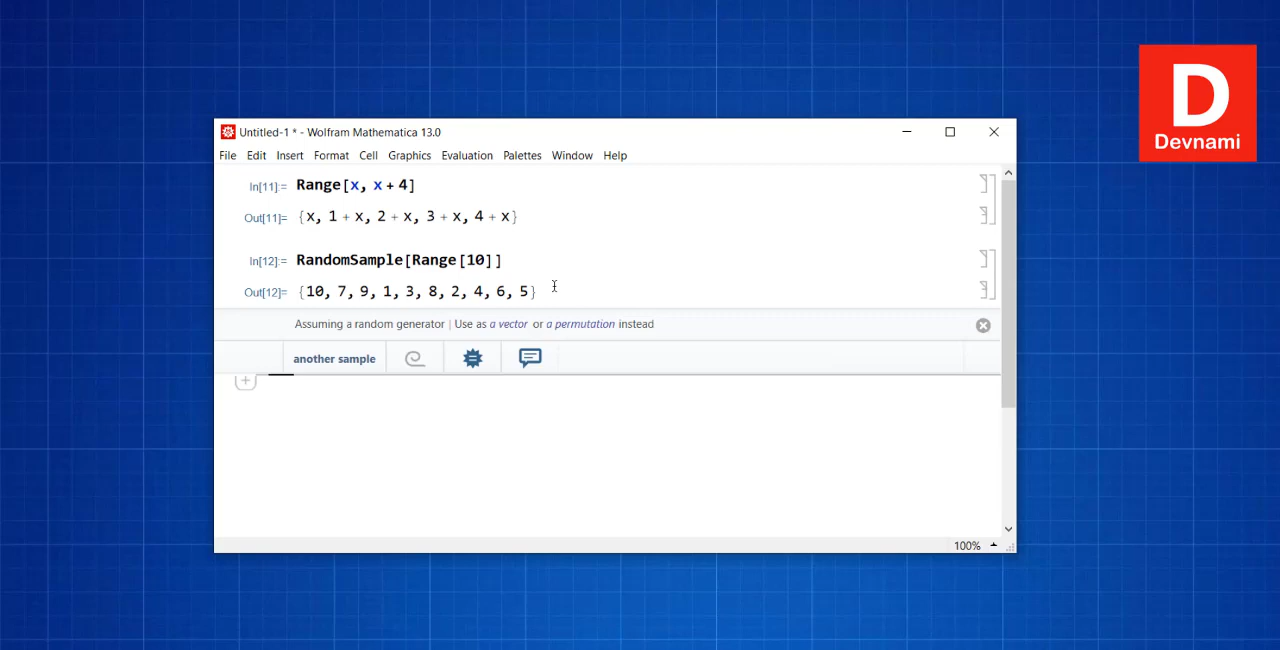 D
Devnami
Untitled-1 * - Wolfram Mathematica 13.0
File Edit Insert Format Cell Graphics Evaluation Palettes Window Help
In[11]:= Range[x, x + 4]
Out[11]= {x, 1 + x, 2 + x, 3 + x, 4 + x}
In[12]:= RandomSample[Range[10]]
Out[12]= {10, 7, 9, 1, 3, 8, 2, 4, 6, 5}
Assuming a random generator | Use as a vector or a permutation instead
another sample
100%